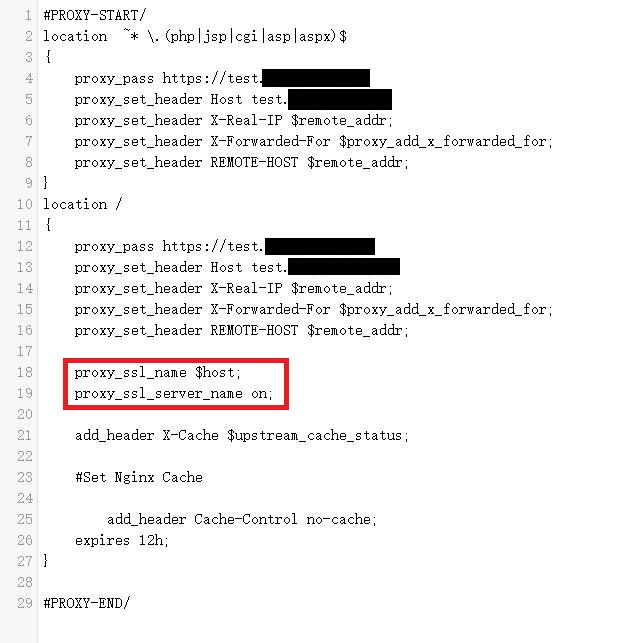 1 #PROXY-START/
2 location ~* \.(php|jsp|cgi|asp|aspx)$
3 {
4 proxy_pass https://test.
5 proxy_set_header Host test.
6 proxy_set_header X-Real-IP $remote_addr;
7 proxy_set_header X-Forwarded-For $proxy_add_x_forwarded_for;
8 proxy_set_header REMOTE-HOST $remote_addr;
9 }
10 location /
11 {
12 proxy_pass https://test.
13 proxy_set_header Host test.
14 proxy_set_header X-Real-IP $remote_addr;
15 proxy_set_header X-Forwarded-For $proxy_add_x_forwarded_for;
16 proxy_set_header REMOTE-HOST $remote_addr;
17
18 proxy_ssl_name $host;
19 proxy_ssl_server_name on;
20
21 add_header X-Cache $upstream_cache_status;
22
23 #Set Nginx Cache
24
25 add_header Cache-Control no-cache;
26 expires 12h;
27 }
28
29 #PROXY-END/